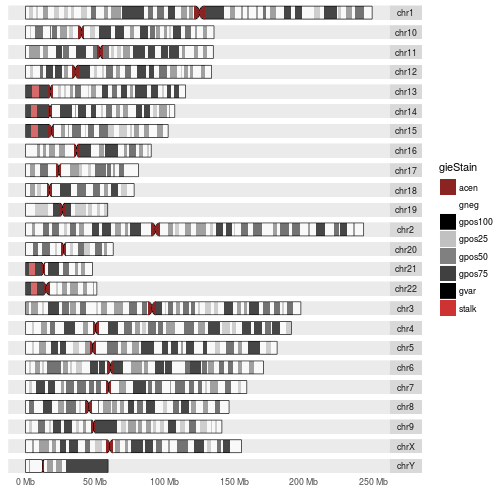 chr1
chr10
chr11
chr12
chr13
chr14
chr15
chr16
chr17
chr18
chr19
chr2
chr20
chr21
chr22
chr3
chr4
chr5
chr6
chr7
chr8
chr9
chrX
chrY
0 Mb 50 Mb 100 Mb 150 Mb 200 Mb 250 Mb
gieStain
acen
gneg
gpos100
gpos25
gpos50
gpos75
gvar
stalk